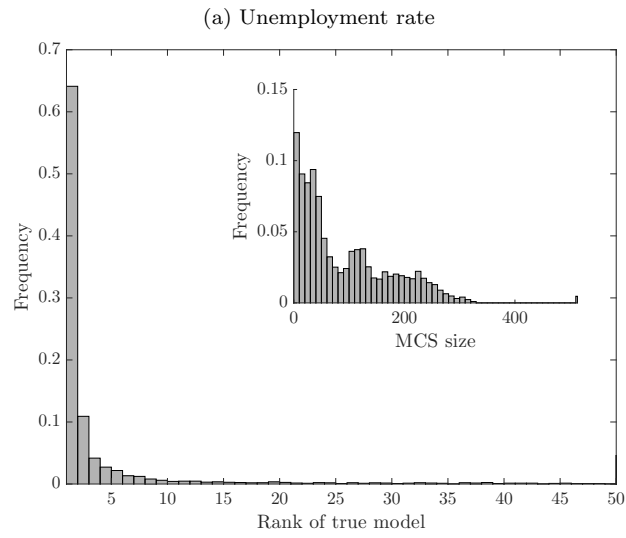 (a) Unemployment rate
0.7
0.6
0.5
0.4
0.3
0.2
0.1
0
Frequency
5 10 15 20 25 30 35 40 45 50
Rank of true model
0.15
0.1
0.05
0
Frequency
0 200 400
MCS size